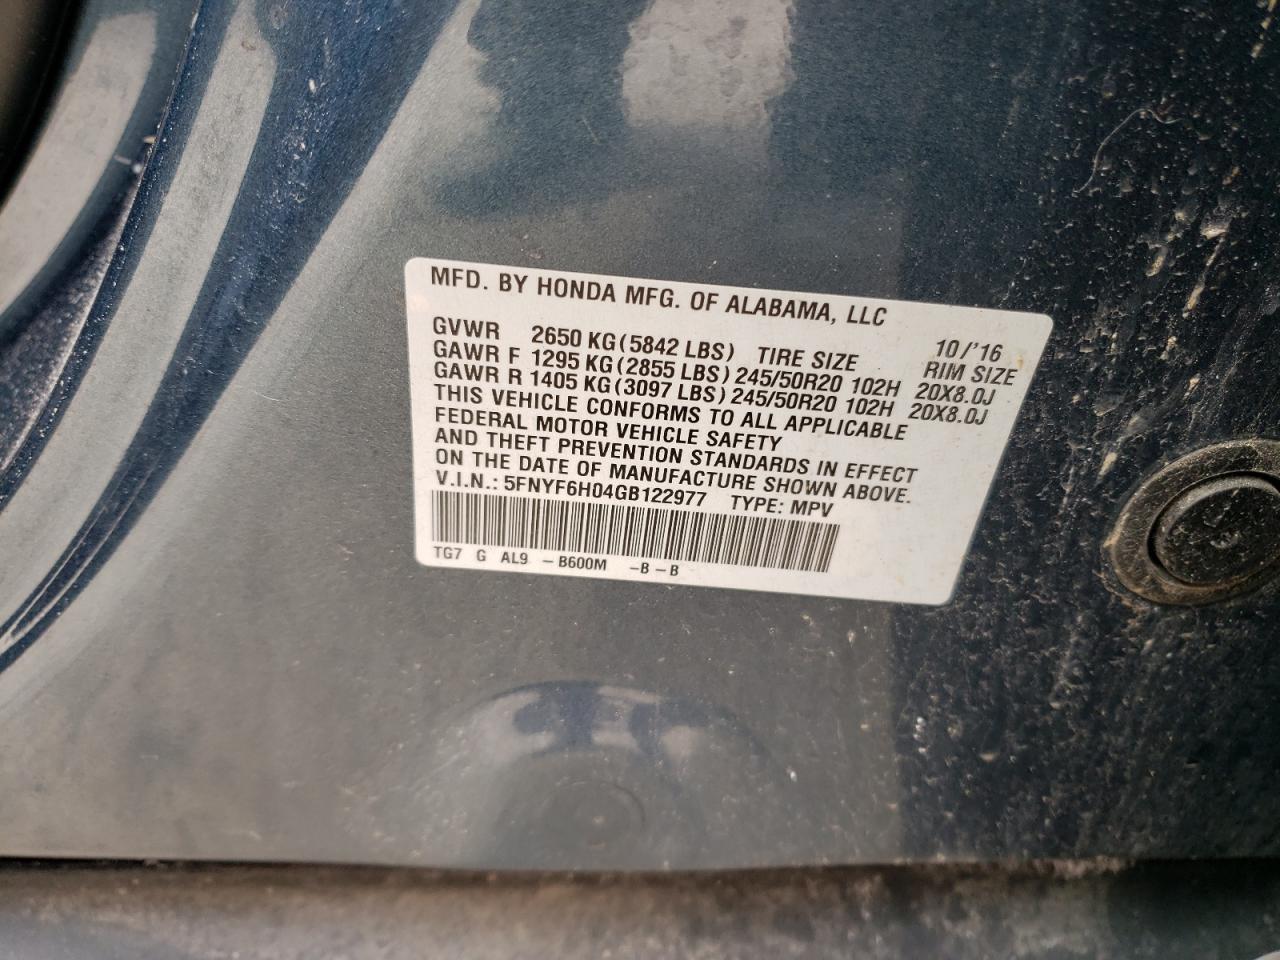 MFD. BY HONDA MFG. OF ALABAMA, LLC
10/'16
GVWR 2650 KG(5842 LBS) TIRE SIZE RIM SIZE
GAWR F 1295 KG(2855 LBS)245/50R20 102H 20X8.0J
GAWR R 1405 KG(3097 LBS)245/50R20 102H 20X8.0J
THIS VEHICLE CONFORMS TO ALL APPLICABLE
FEDERAL MOTOR VEHICLE SAFETY
AND THEFT PREVENTION STANDARDS IN EFFECT
ON THE DATE OF MANUFACTURE SHOWN ABOVE.
V.I.N.: 5FNYF6H04GB122977 TYPE: MPV
TG7 G AL9 -B600M -B-B